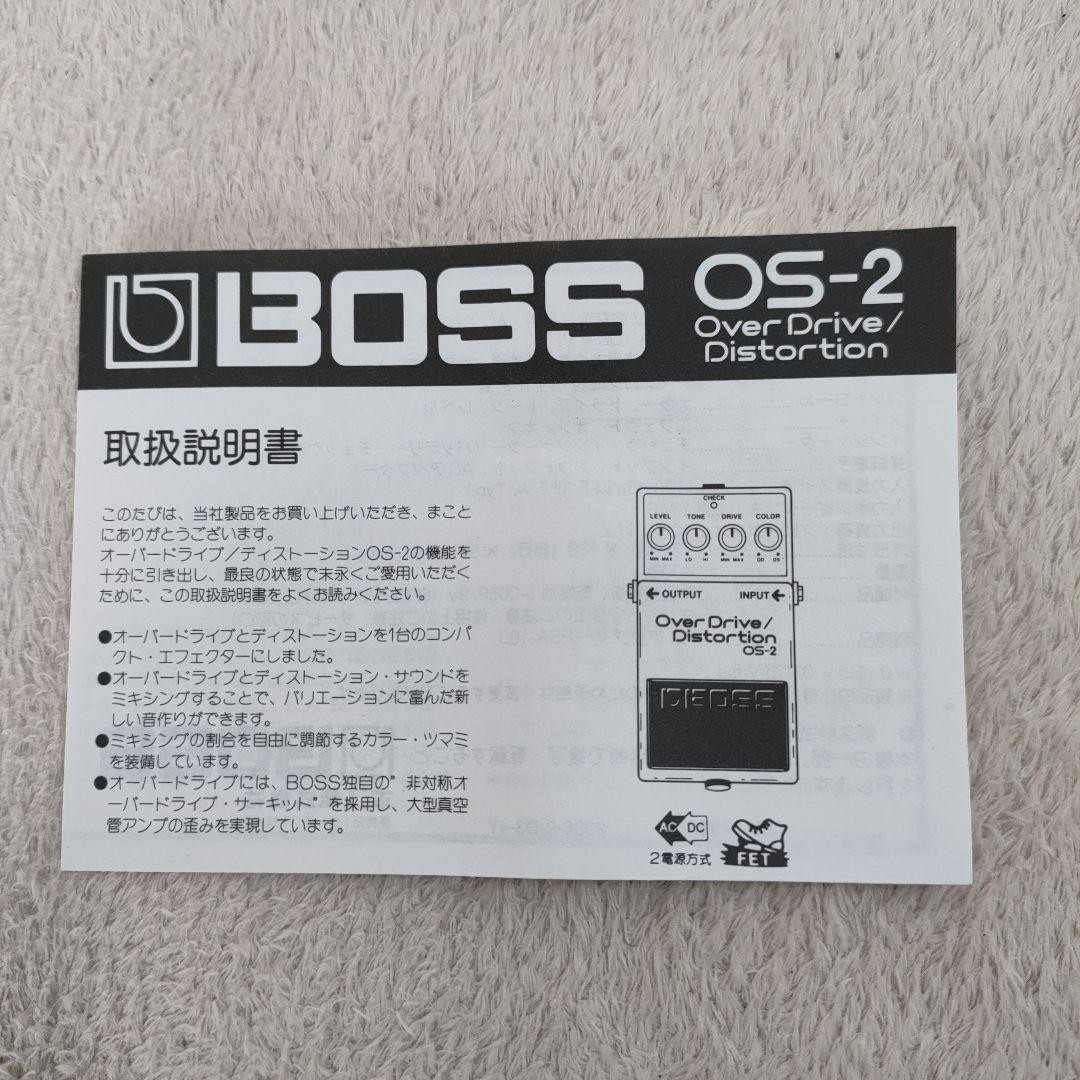 BOSS
OS-2
Over Drive/
Distortion
取扱説明書
このたびは、当社製品をお買い上げいただき、まこと
にありがとうございます。
オーバードライブ／ディストーションOS-2の機能を
十分に引き出し、最良の状態で末永くご愛用いただく
ために、この取扱説明書をよくお読みください。
●オーバードライブとディストーションを1台のコンパ
クト・エフェクターにしました。
●オーバードライブとディストーション・サウンドを
ミキシングすることで、バリエーションに富んだ新
しい音作りができます。
●ミキシングの割合を自由に調節するカラー・ツマミ
を装備しています。
●オーバードライブには、BOSS独自の”非対称オ
ーバードライブ・サーキット”を採用し、大型真空
管アンプの歪みを実現しています。
CHECK
LEVEL TONE DRIVE COLOR
MIN MAX LO HI MIN MAX OD DS
OUTPUT INPUT
Over Drive/
Distortion
OS-2
BOSS
AC DC
2電源方式
FET